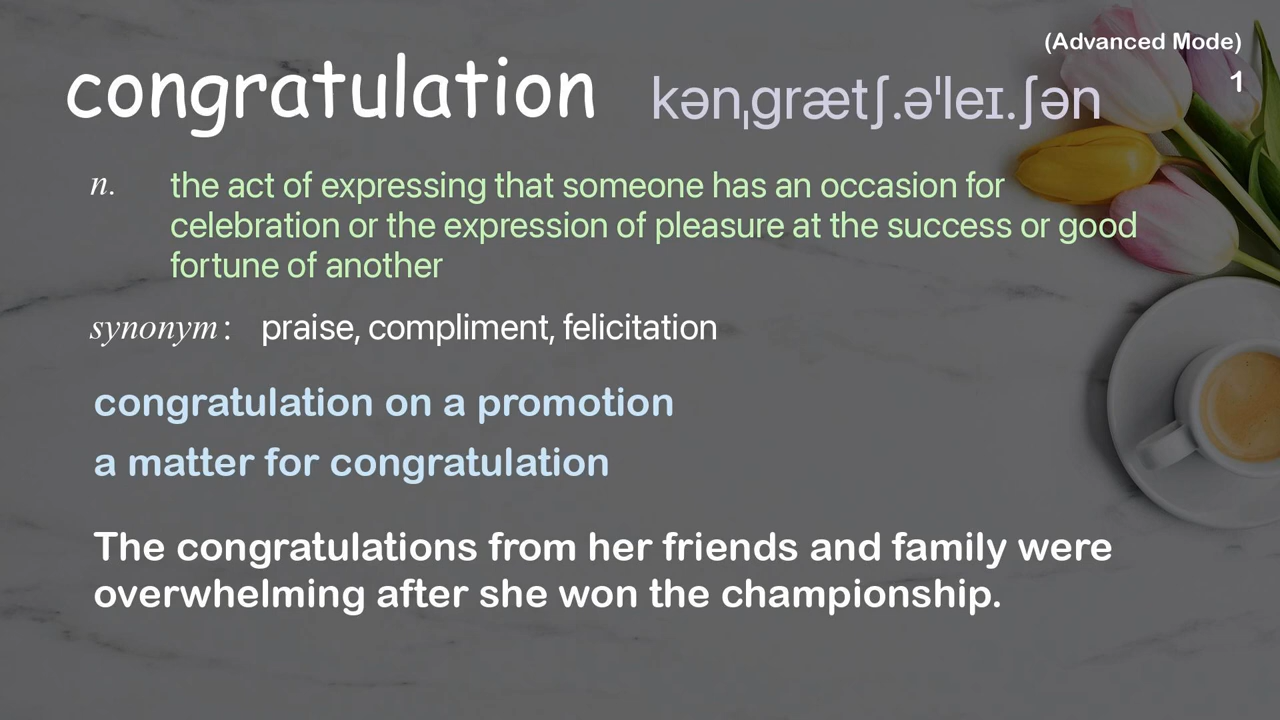 (Advanced Mode)
1
congratulation kənˌɡrætʃ.əˈleɪ.ʃən
n. the act of expressing that someone has an occasion for
celebration or the expression of pleasure at the success or good
fortune of another
synonym: praise, compliment, felicitation
congratulation on a promotion
a matter for congratulation
The congratulations from her friends and family were
overwhelming after she won the championship.